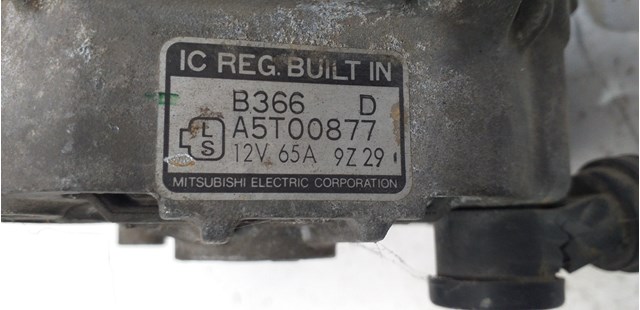 IC REG. BUILT IN
B366 D
L A5T00877
S 12V 65A 9Z29
MITSUBISHI ELECTRIC CORPORATION